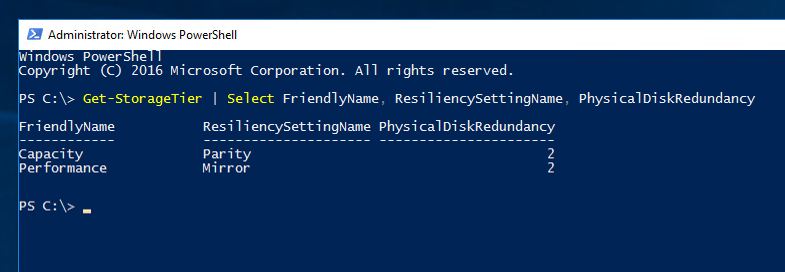 Administrator: Windows PowerShell
Windows PowerShell
Copyright (C) 2016 Microsoft Corporation. All rights reserved.
PS C:\> Get-StorageTier | Select FriendlyName, ResiliencySettingName, PhysicalDiskRedundancy
FriendlyName           ResiliencySettingName PhysicalDiskRedundancy
------------           --------------------- ----------------------
Capacity               Parity                                     2
Performance            Mirror                                     2
PS C:\>